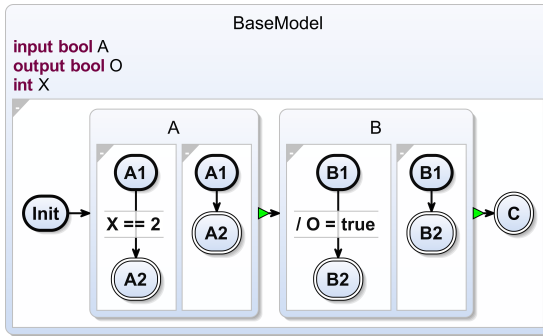 BaseModel
input bool A
output bool O
int X
-
A
B
A1
A1
B1
B1
Init
X == 2
A2
/ O = true
B2
C
A2
B2